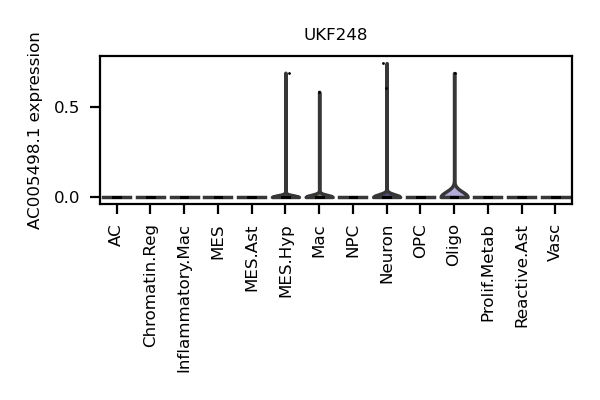 UKF248
AC005498.1 expression
0.5
0.0
AC
Chromatin.Reg
Inflammatory.Mac
MES
MES.Ast
MES.Hyp
Mac
NPC
Neuron
OPC
Oligo
Prolif.Metab
Reactive.Ast
Vasc